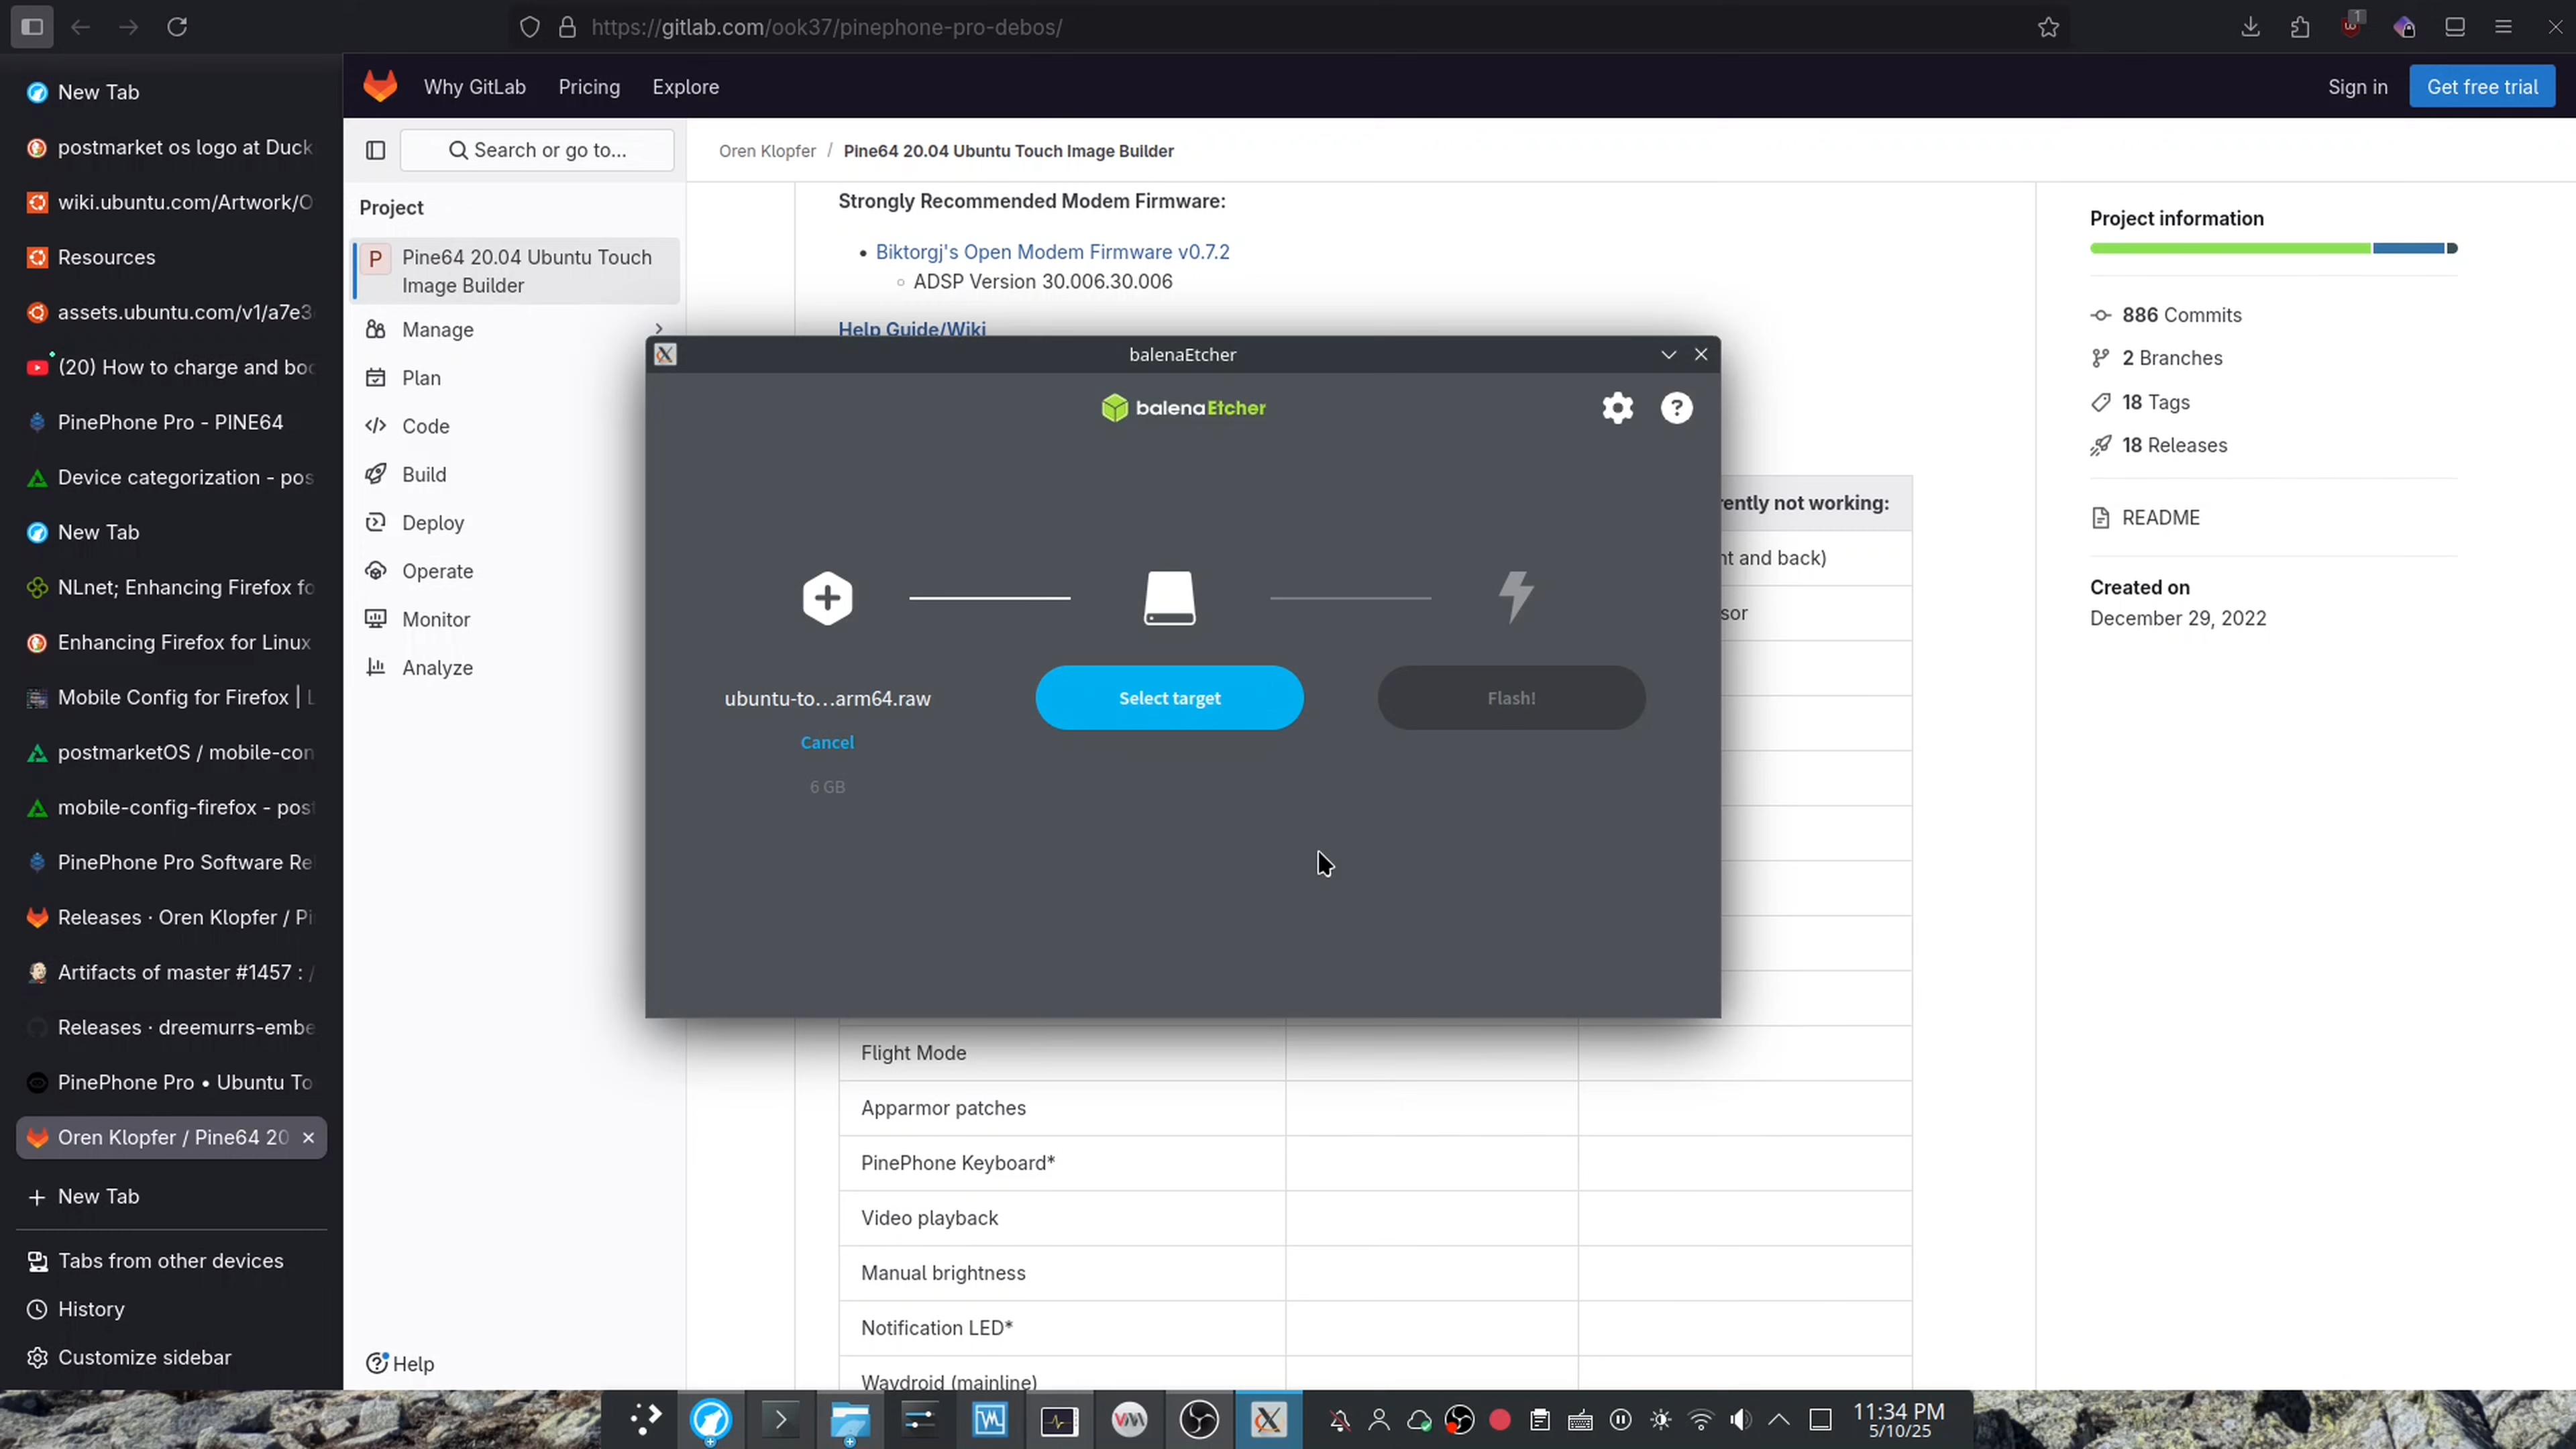 https://gitlab.com/ook37/pinephone-pro-debos/
1
New Tab
postmarket os logo at Duck
wiki.ubuntu.com/Artwork/O
Resources
assets.ubuntu.com/v1/a7e3
(20) How to charge and boo
PinePhone Pro - PINE64
Device categorization - pos
New Tab
NLnet; Enhancing Firefox fo
Enhancing Firefox for Linux
Mobile Config for Firefox | L
postmarketOS / mobile-con
mobile-config-firefox - post
PinePhone Pro Software Re
Releases · Oren Klopfer / Pi
Artifacts of master #1457 : /
Releases · dreemurrs-embe
PinePhone Pro • Ubuntu To
Oren Klopfer / Pine64 20
New Tab
Tabs from other devices
History
Customize sidebar
Why GitLab
Pricing
Explore
Sign in
Get free trial
Search or go to...
Oren Klopfer / Pine64 20.04 Ubuntu Touch Image Builder
Project
P
Pine64 20.04 Ubuntu Touch
Image Builder
Manage
Plan
Code
Build
Deploy
Operate
Monitor
Analyze
Help
Strongly Recommended Modem Firmware:
Biktorgj's Open Modem Firmware v0.7.2
ADSP Version 30.006.30.006
Help Guide/Wiki
balenaEtcher
balenaEtcher
?
ubuntu-to...arm64.raw
Cancel
6 GB
Select target
Flash!
rently not working:
nt and back)
sor
Flight Mode
Apparmor patches
PinePhone Keyboard*
Video playback
Manual brightness
Notification LED*
Waydroid (mainline)
Project information
886 Commits
2 Branches
18 Tags
18 Releases
README
Created on
December 29, 2022
11:34 PM
5/10/25